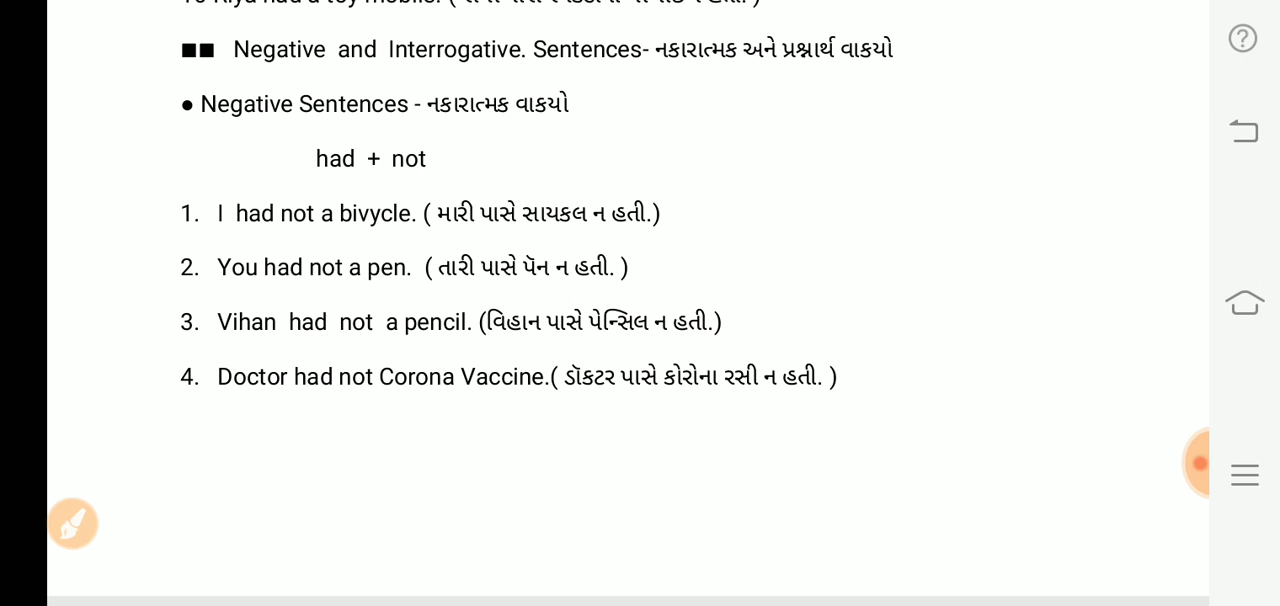 ■■ Negative and Interrogative. Sentences- નકારાત્મક અને પ્રશ્નાર્થ વાકયો
● Negative Sentences - નકારાત્મક વાકયો
had + not
1. I had not a bivycle. ( મારી પાસે સાયકલ ન હતી.)
2. You had not a pen. ( તારી પાસે પૅન ન હતી. )
3. Vihan had not a pencil. (વિહાન પાસે પેન્સિલ ન હતી.)
4. Doctor had not Corona Vaccine.( ડૉકટર પાસે કોરોના રસી ન હતી. )